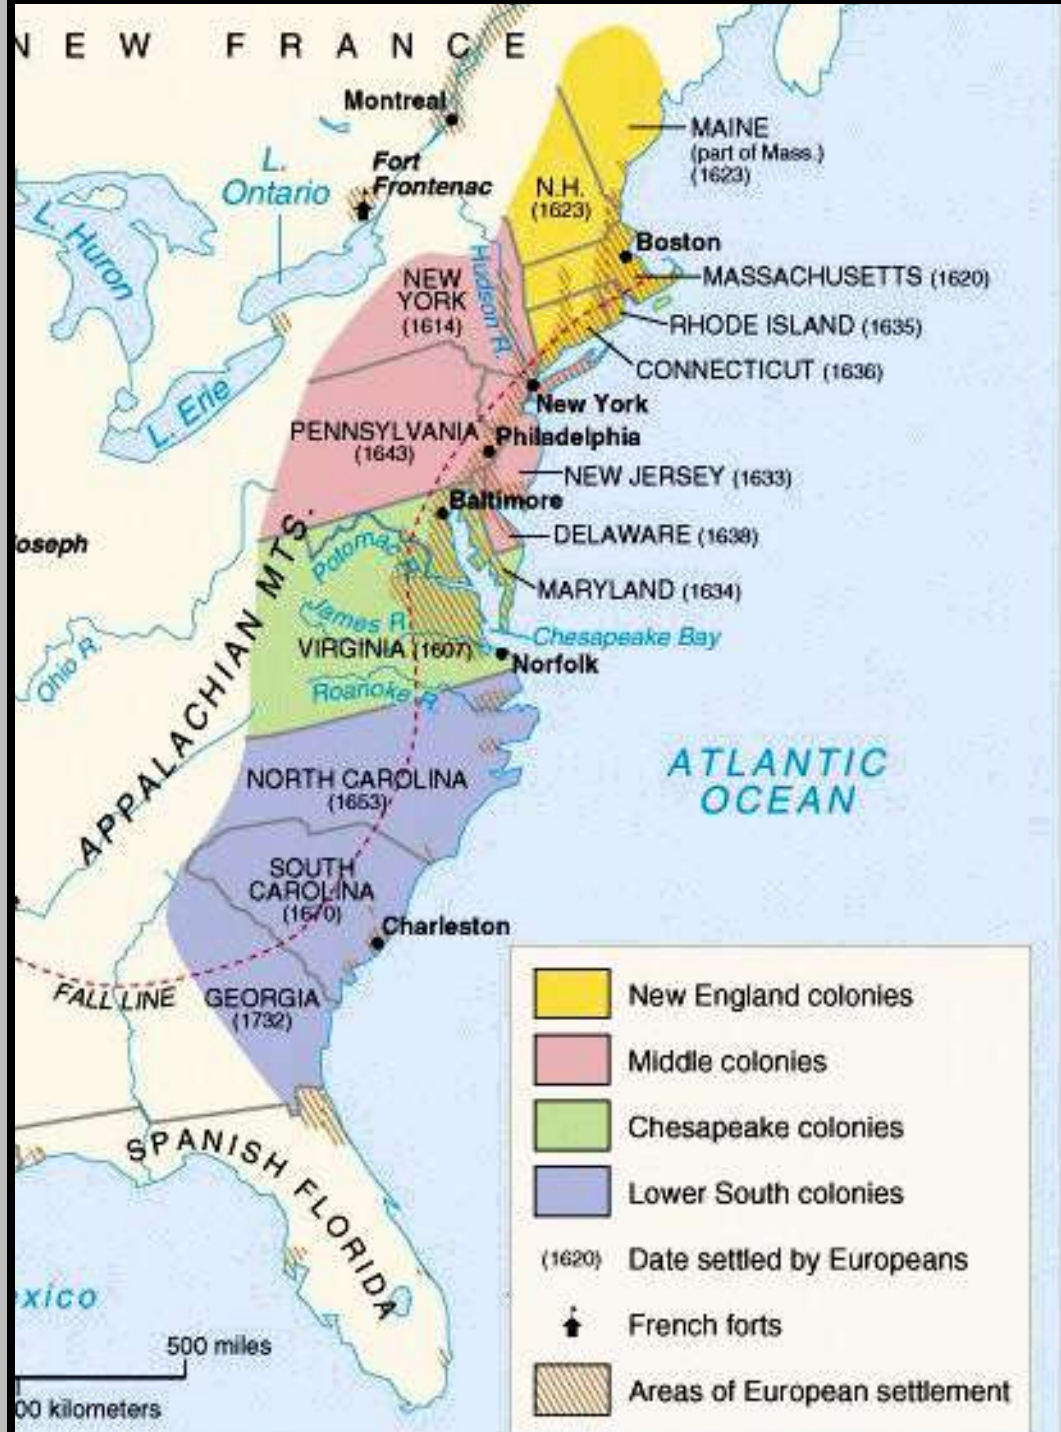 NEW FRANCE
Montreal
MAINE
(part of Mass.)
(1623)
Fort
Frontenac
L.
Ontario
N.H.
(1623)
L. Huron
Boston
Hudson R.
MASSACHUSETTS (1620)
NEW
YORK
(1614)
RHODE ISLAND (1635)
CONNECTICUT (1636)
L. Erie
New York
PENNSYLVANIA
(1643)
Philadelphia
NEW JERSEY (1633)
Baltimore
DELAWARE (1638)
oseph
Potomac R.
MARYLAND (1634)
APPALACHIAN MTS.
James R.
Chesapeake Bay
VIRGINIA (1607)
Norfolk
Ohio R.
Roanoke R.
ATLANTIC
OCEAN
NORTH CAROLINA
(1653)
SOUTH
CAROLINA
(1670)
Charleston
FALL LINE
GEORGIA
(1732)
New England colonies
Middle colonies
Chesapeake colonies
Lower South colonies
(1620) Date settled by Europeans
French forts
Areas of European settlement
SPANISH FLORIDA
xico
500 miles
00 kilometers